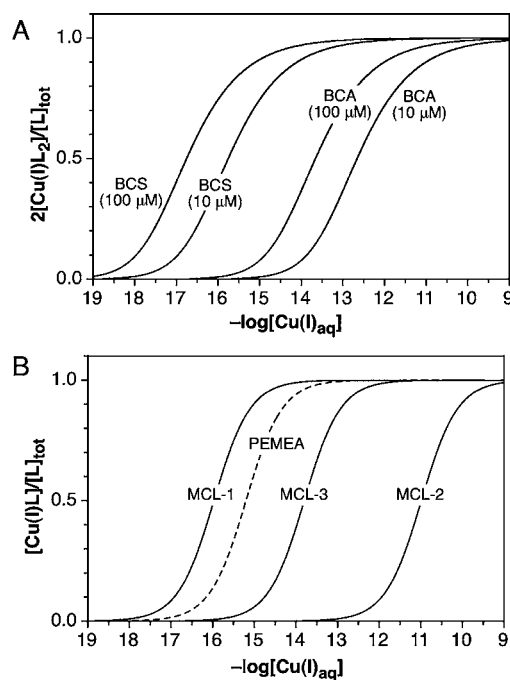 A
2[Cu(I)L2]/[L]tot
1.0
0.5
0.0
BCS
(100 μM)
BCS
(10 μM)
BCA
(100 μM)
BCA
(10 μM)
19 18 17 16 15 14 13 12 11 10 9
–log[Cu(I)aq]
B
[Cu(I)L]/[L]tot
1.0
0.5
0.0
PEMEA
MCL-1
MCL-3
MCL-2
19 18 17 16 15 14 13 12 11 10 9
–log[Cu(I)aq]